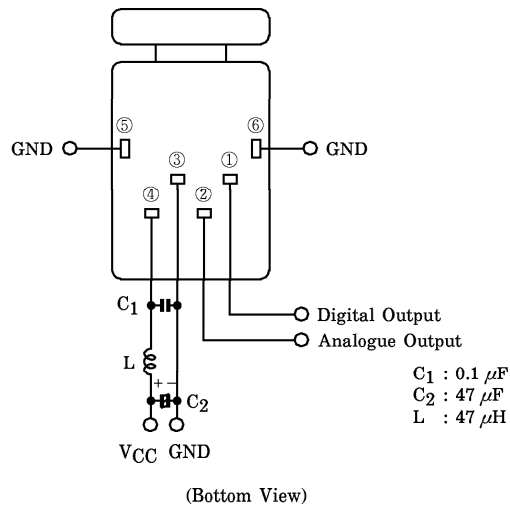 ⑤
⑥
GND
GND
③
①
④
②
C1
Digital Output
Analogue Output
L
+ −
C2
C1 : 0.1 μF
C2 : 47 μF
L : 47 μH
VCC GND
(Bottom View)